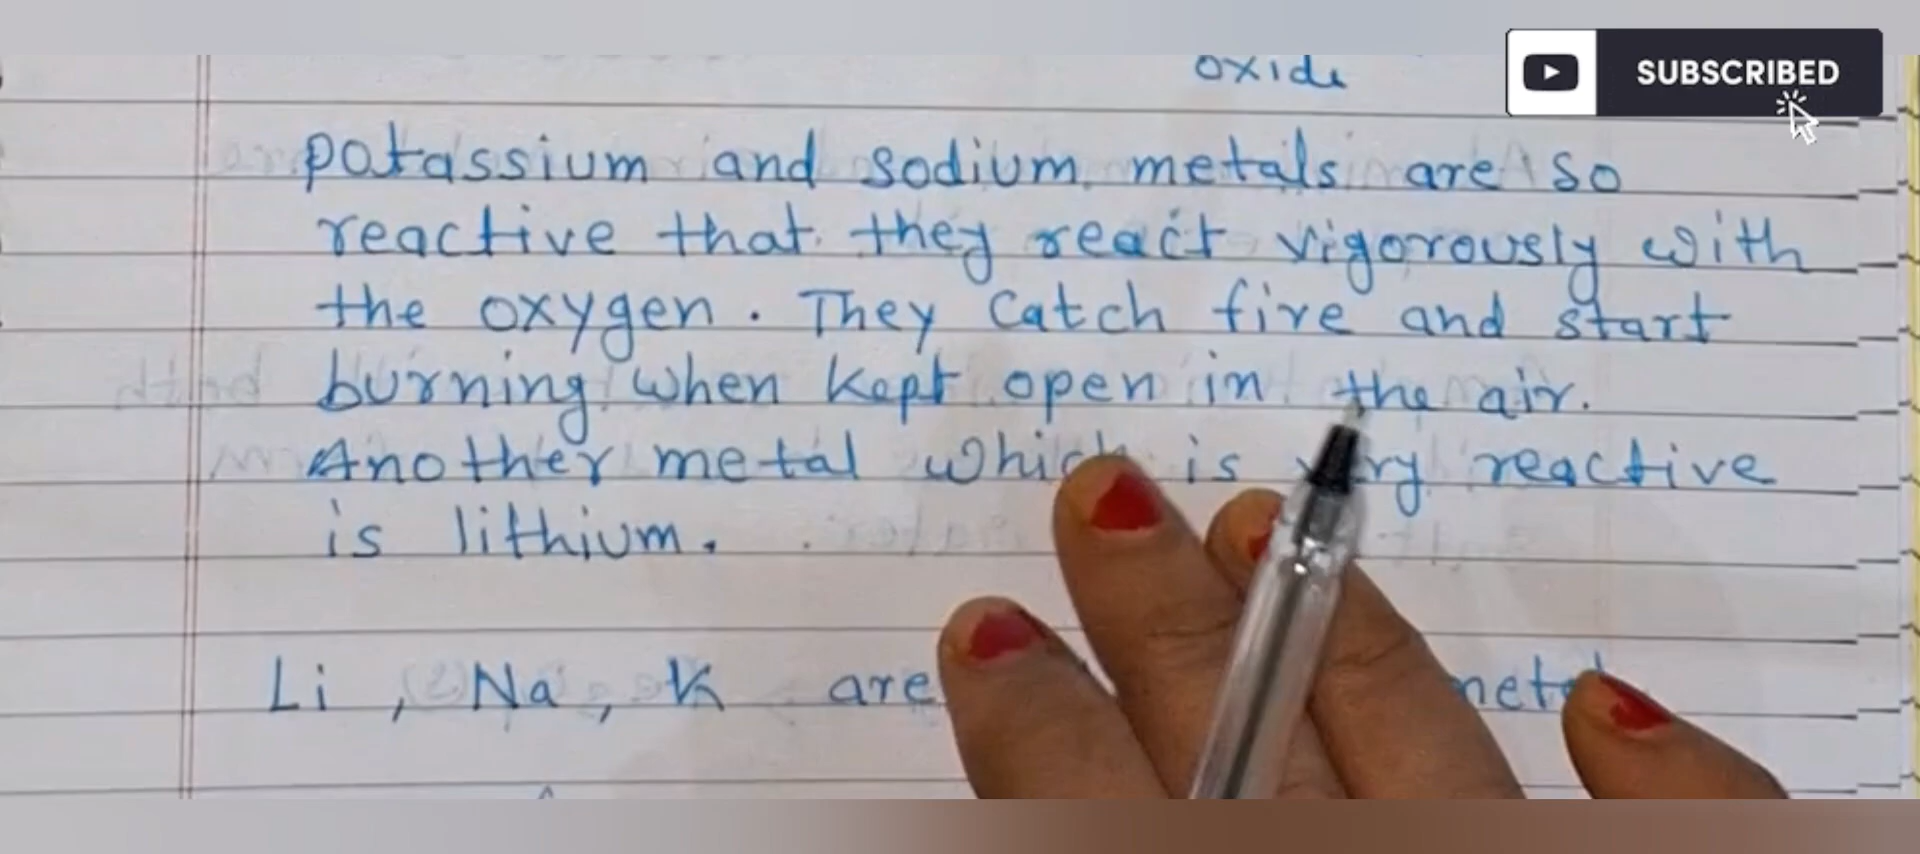 oxide
SUBSCRIBED
potassium and sodium metals are so
reactive that they react vigorously with
the oxygen. They catch fire and start
burning when kept open in the air.
Another metal which is very reactive
is lithium.
Li, Na, K are